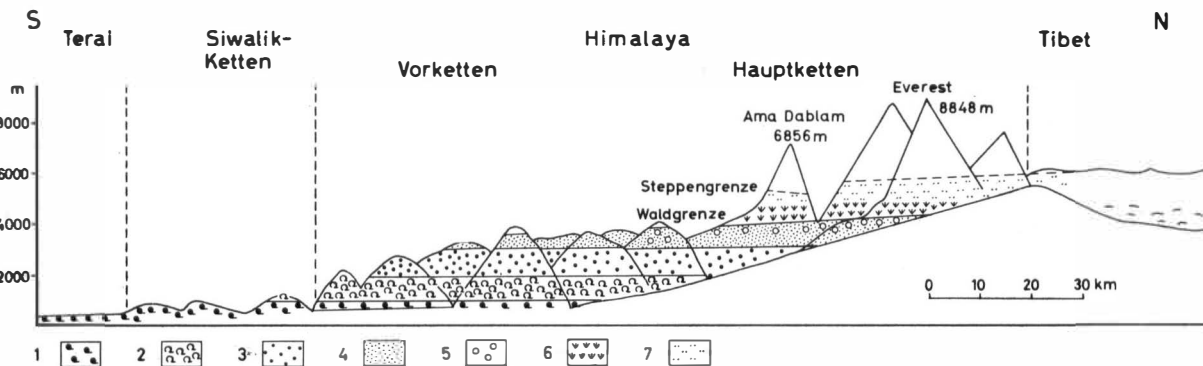 S N
Terai Siwalik- Himalaya Tibet
Ketten
Vorketten Hauptketten
m
Everest
8848 m
Ama Dablam
6856 m
8000
6000
4000
2000
Steppengrenze
Waldgrenze
0 10 20 30 km
1 2 3 4 5 6 7